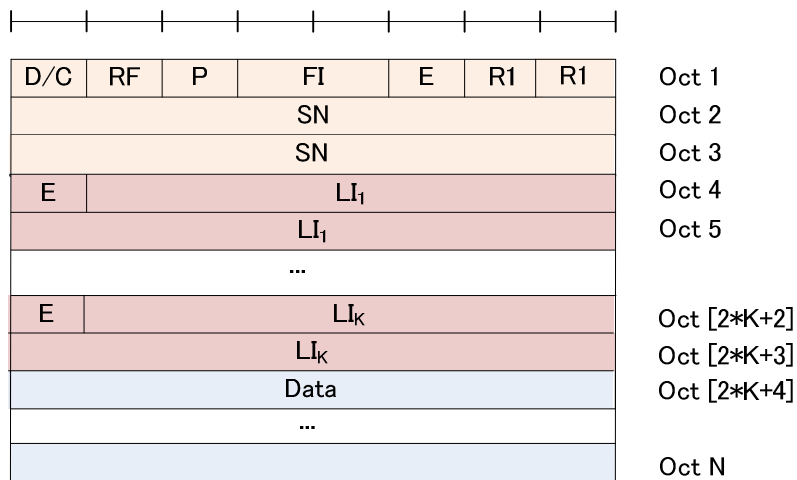 D/C RF P FI E R1 R1 Oct 1
SN Oct 2
SN Oct 3
E LI₁ Oct 4
LI₁ Oct 5
...
E LIK Oct [2*K+2]
LIK Oct [2*K+3]
Data Oct [2*K+4]
...
Oct N